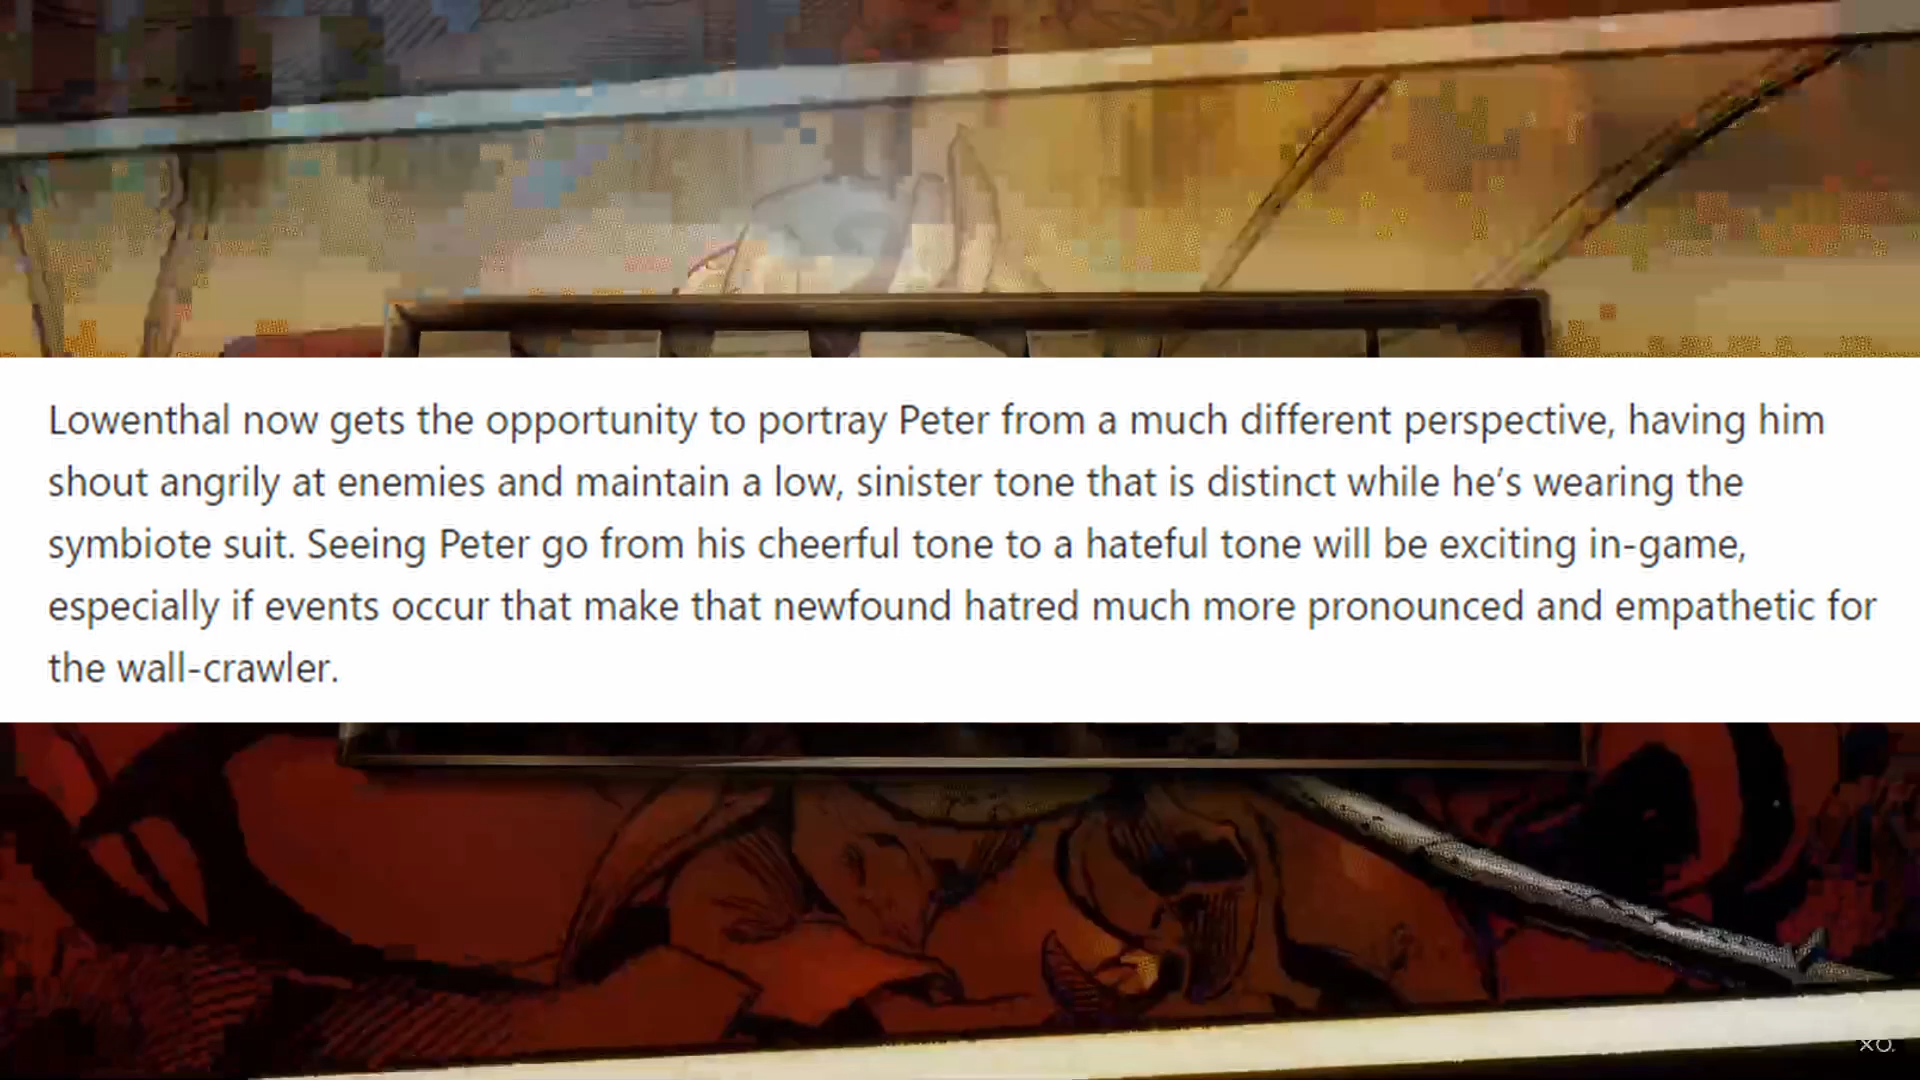 Lowenthal now gets the opportunity to portray Peter from a much different perspective, having him
shout angrily at enemies and maintain a low, sinister tone that is distinct while he’s wearing the
symbiote suit. Seeing Peter go from his cheerful tone to a hateful tone will be exciting in-game,
especially if events occur that make that newfound hatred much more pronounced and empathetic for
the wall-crawler.
XO.